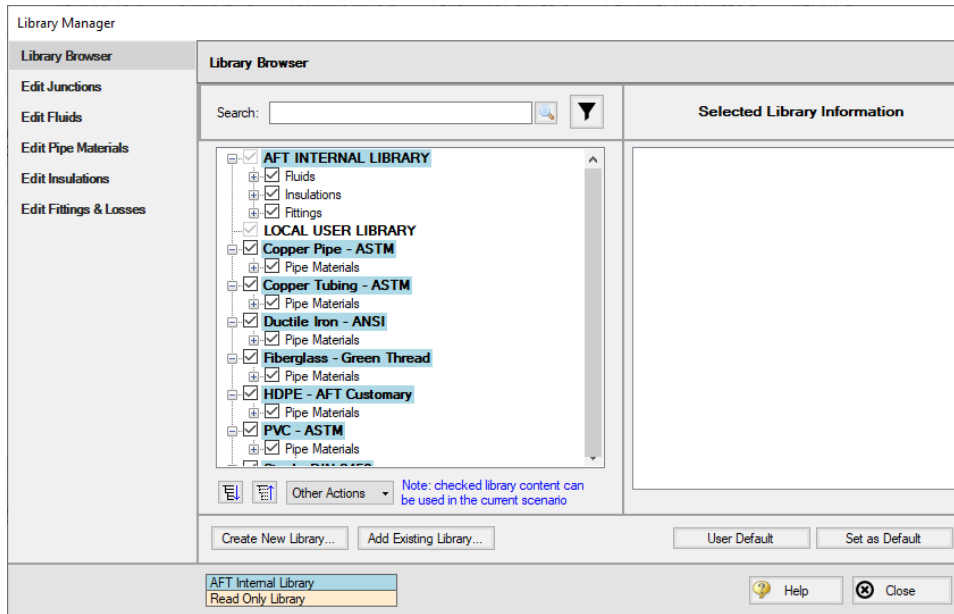 Library Manager
Library Browser
Edit Junctions
Edit Fluids
Edit Pipe Materials
Edit Insulations
Edit Fittings & Losses
Library Browser
Search:
AFT INTERNAL LIBRARY
Fluids
Insulations
Fittings
LOCAL USER LIBRARY
Copper Pipe - ASTM
Pipe Materials
Copper Tubing - ASTM
Pipe Materials
Ductile Iron - ANSI
Pipe Materials
Fiberglass - Green Thread
Pipe Materials
HDPE - AFT Customary
Pipe Materials
PVC - ASTM
Pipe Materials
Other Actions
Note: checked library content can
be used in the current scenario
Create New Library...
Add Existing Library...
Selected Library Information
User Default
Set as Default
AFT Internal Library
Read Only Library
Help
Close